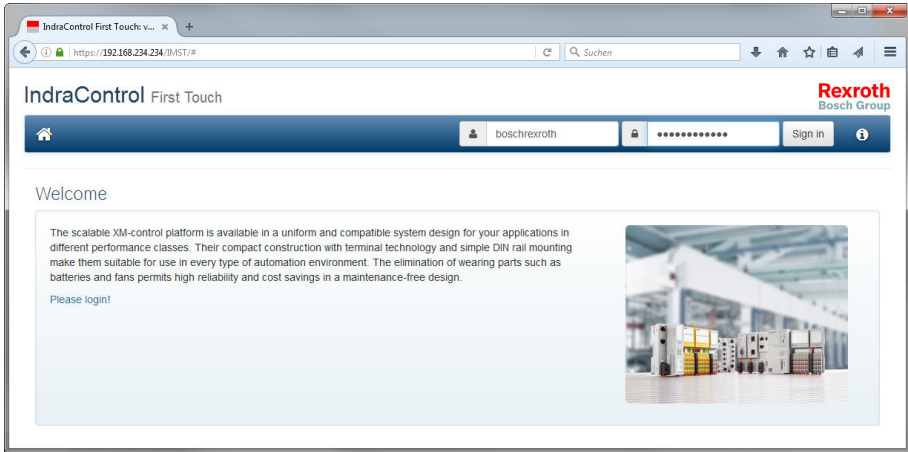 IndraControl First Touch: v...
https://192.168.234.234/IMST/#
Suchen
IndraControl First Touch
Rexroth
Bosch Group
boschrexroth
●●●●●●●●●●●●
Sign in
Welcome
The scalable XM-control platform is available in a uniform and compatible system design for your applications in
different performance classes. Their compact construction with terminal technology and simple DIN rail mounting
make them suitable for use in every type of automation environment. The elimination of wearing parts such as
batteries and fans permits high reliability and cost savings in a maintenance-free design.
Please login!